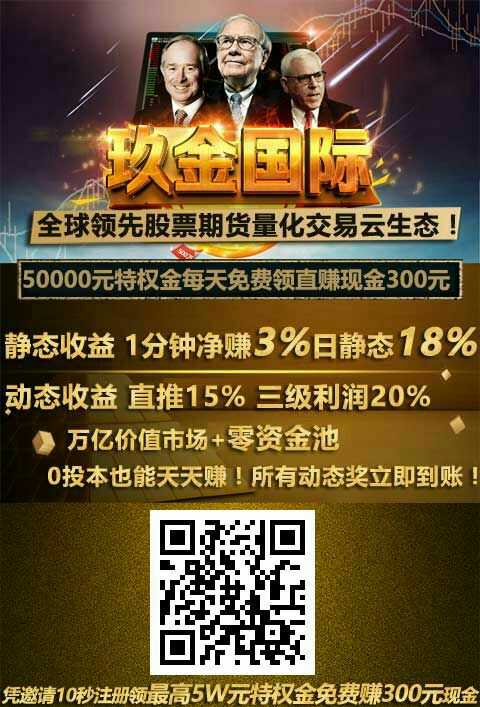 玖金国际
全球领先股票期货量化交易云生态！
50000元特权金每天免费领直赚现金300元
静态收益 1分钟净赚3%日静态18%
动态收益 直推15% 三级利润20%
万亿价值市场+零资金池
0投本也能天天赚！所有动态奖立即到账！
凭邀请10秒注册领最高5W元特权金免费赚300元现金